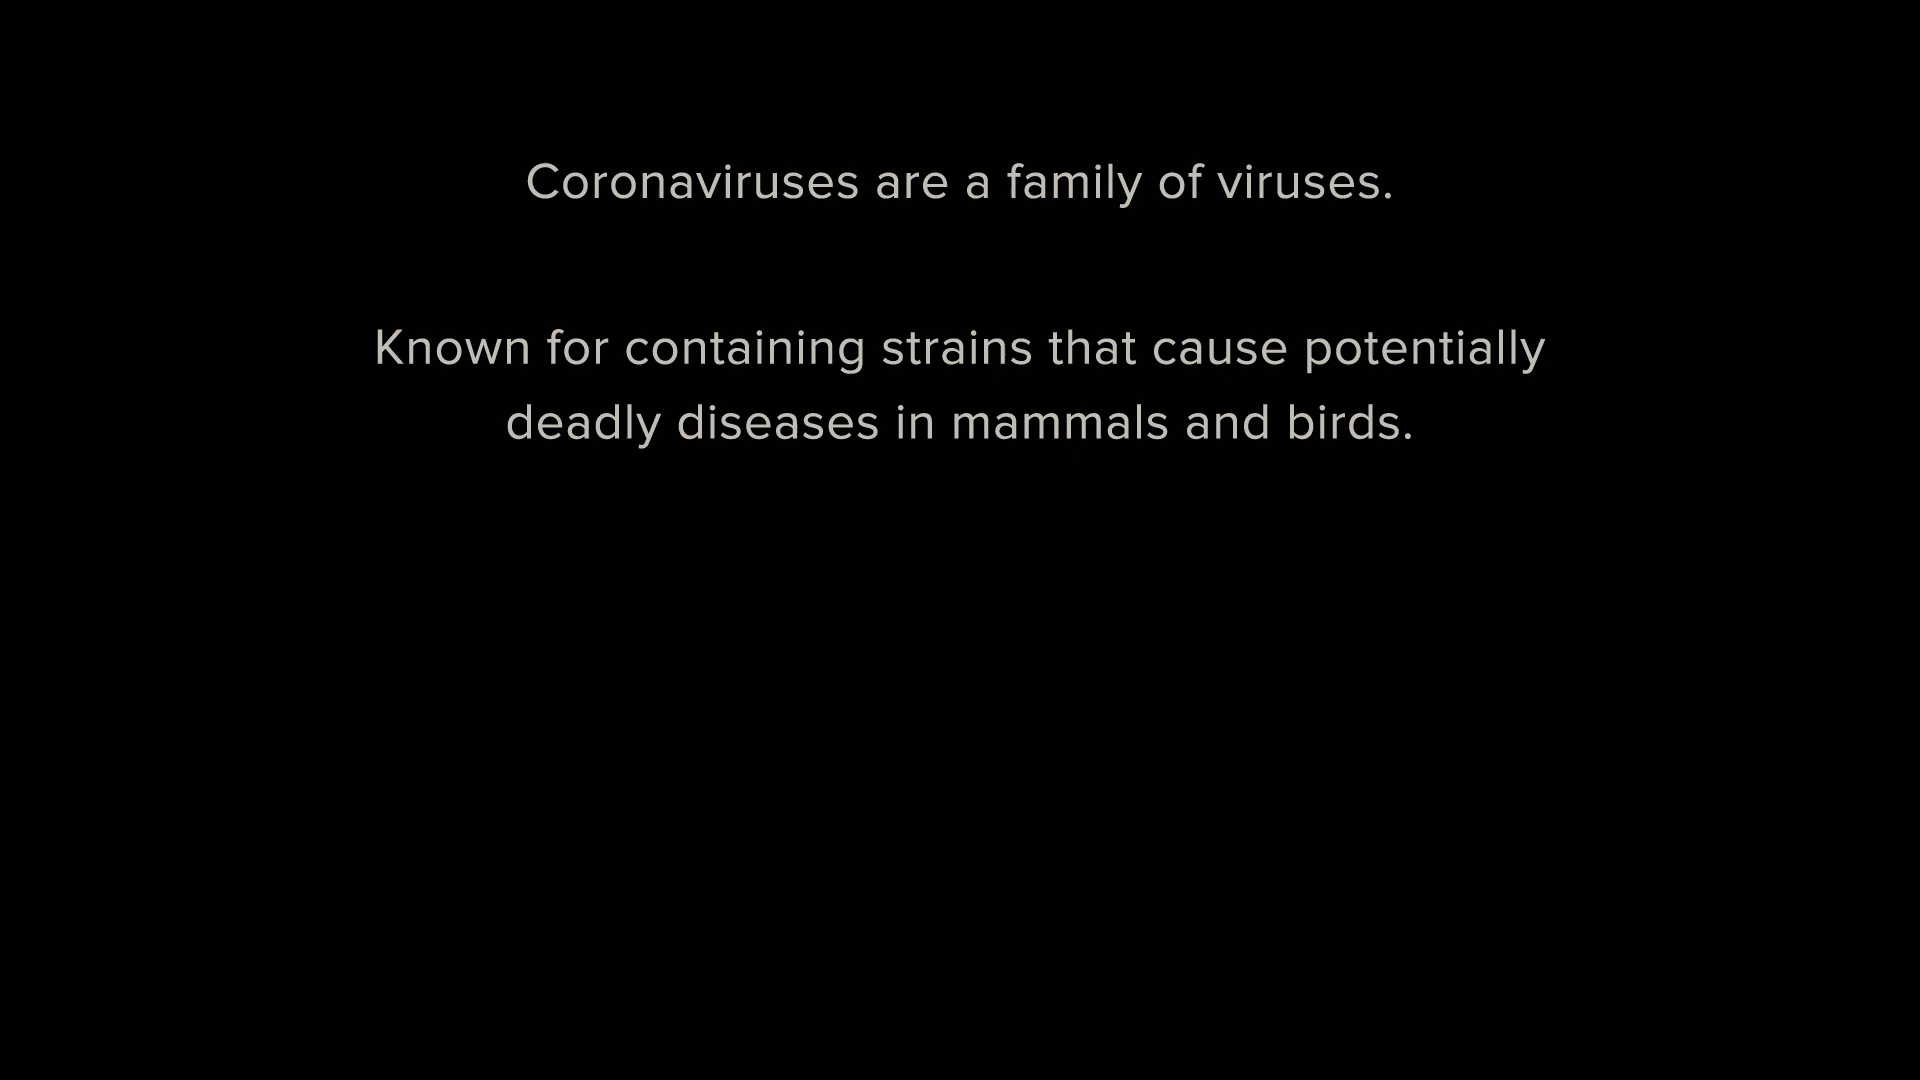 Coronaviruses are a family of viruses.
Known for containing strains that cause potentially
deadly diseases in mammals and birds.